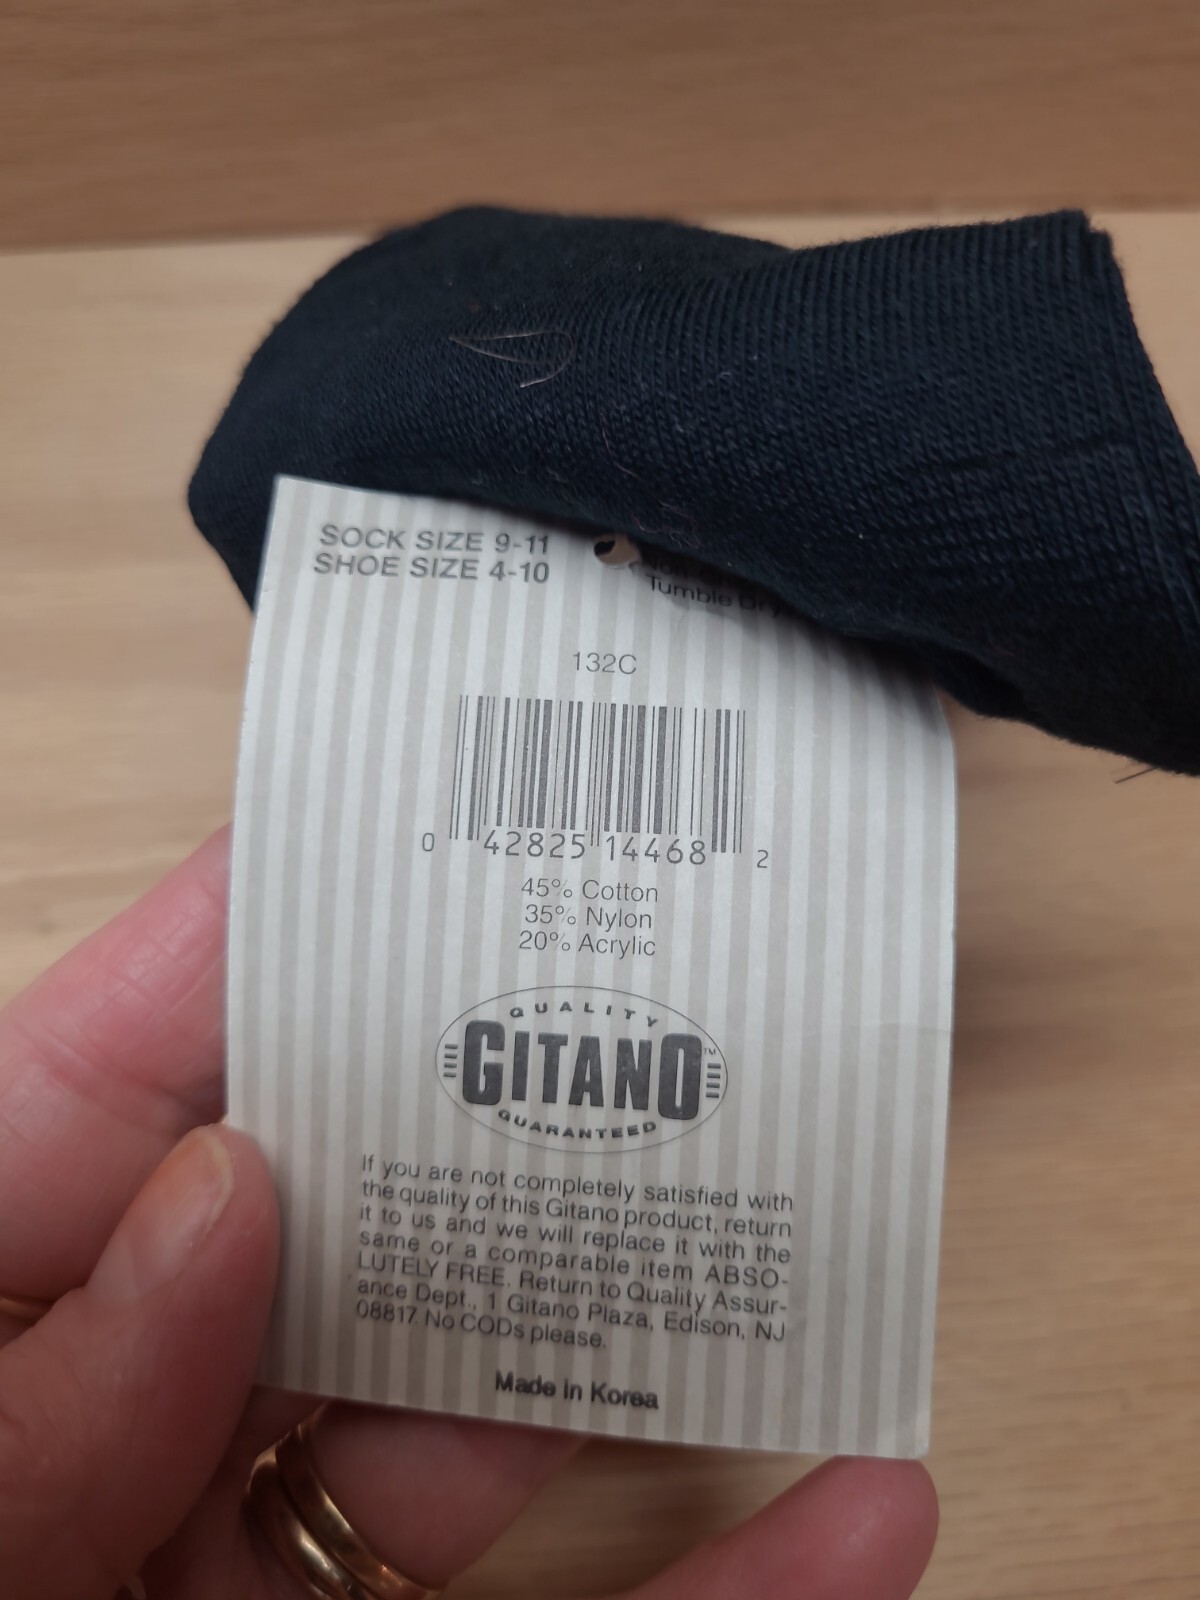 SOCK SIZE 9-11
SHOE SIZE 4-10
Tumble Dry
132C
0 42825 14468 2
45% Cotton
35% Nylon
20% Acrylic
QUALITY
GITANO™
GUARANTEED
If you are not completely satisfied with
the quality of this Gitano product, return
it to us and we will replace it with the
same or a comparable item ABSO-
LUTELY FREE. Return to Quality Assur-
ance Dept., 1 Gitano Plaza, Edison, NJ
08817. No CODs please.
Made in Korea